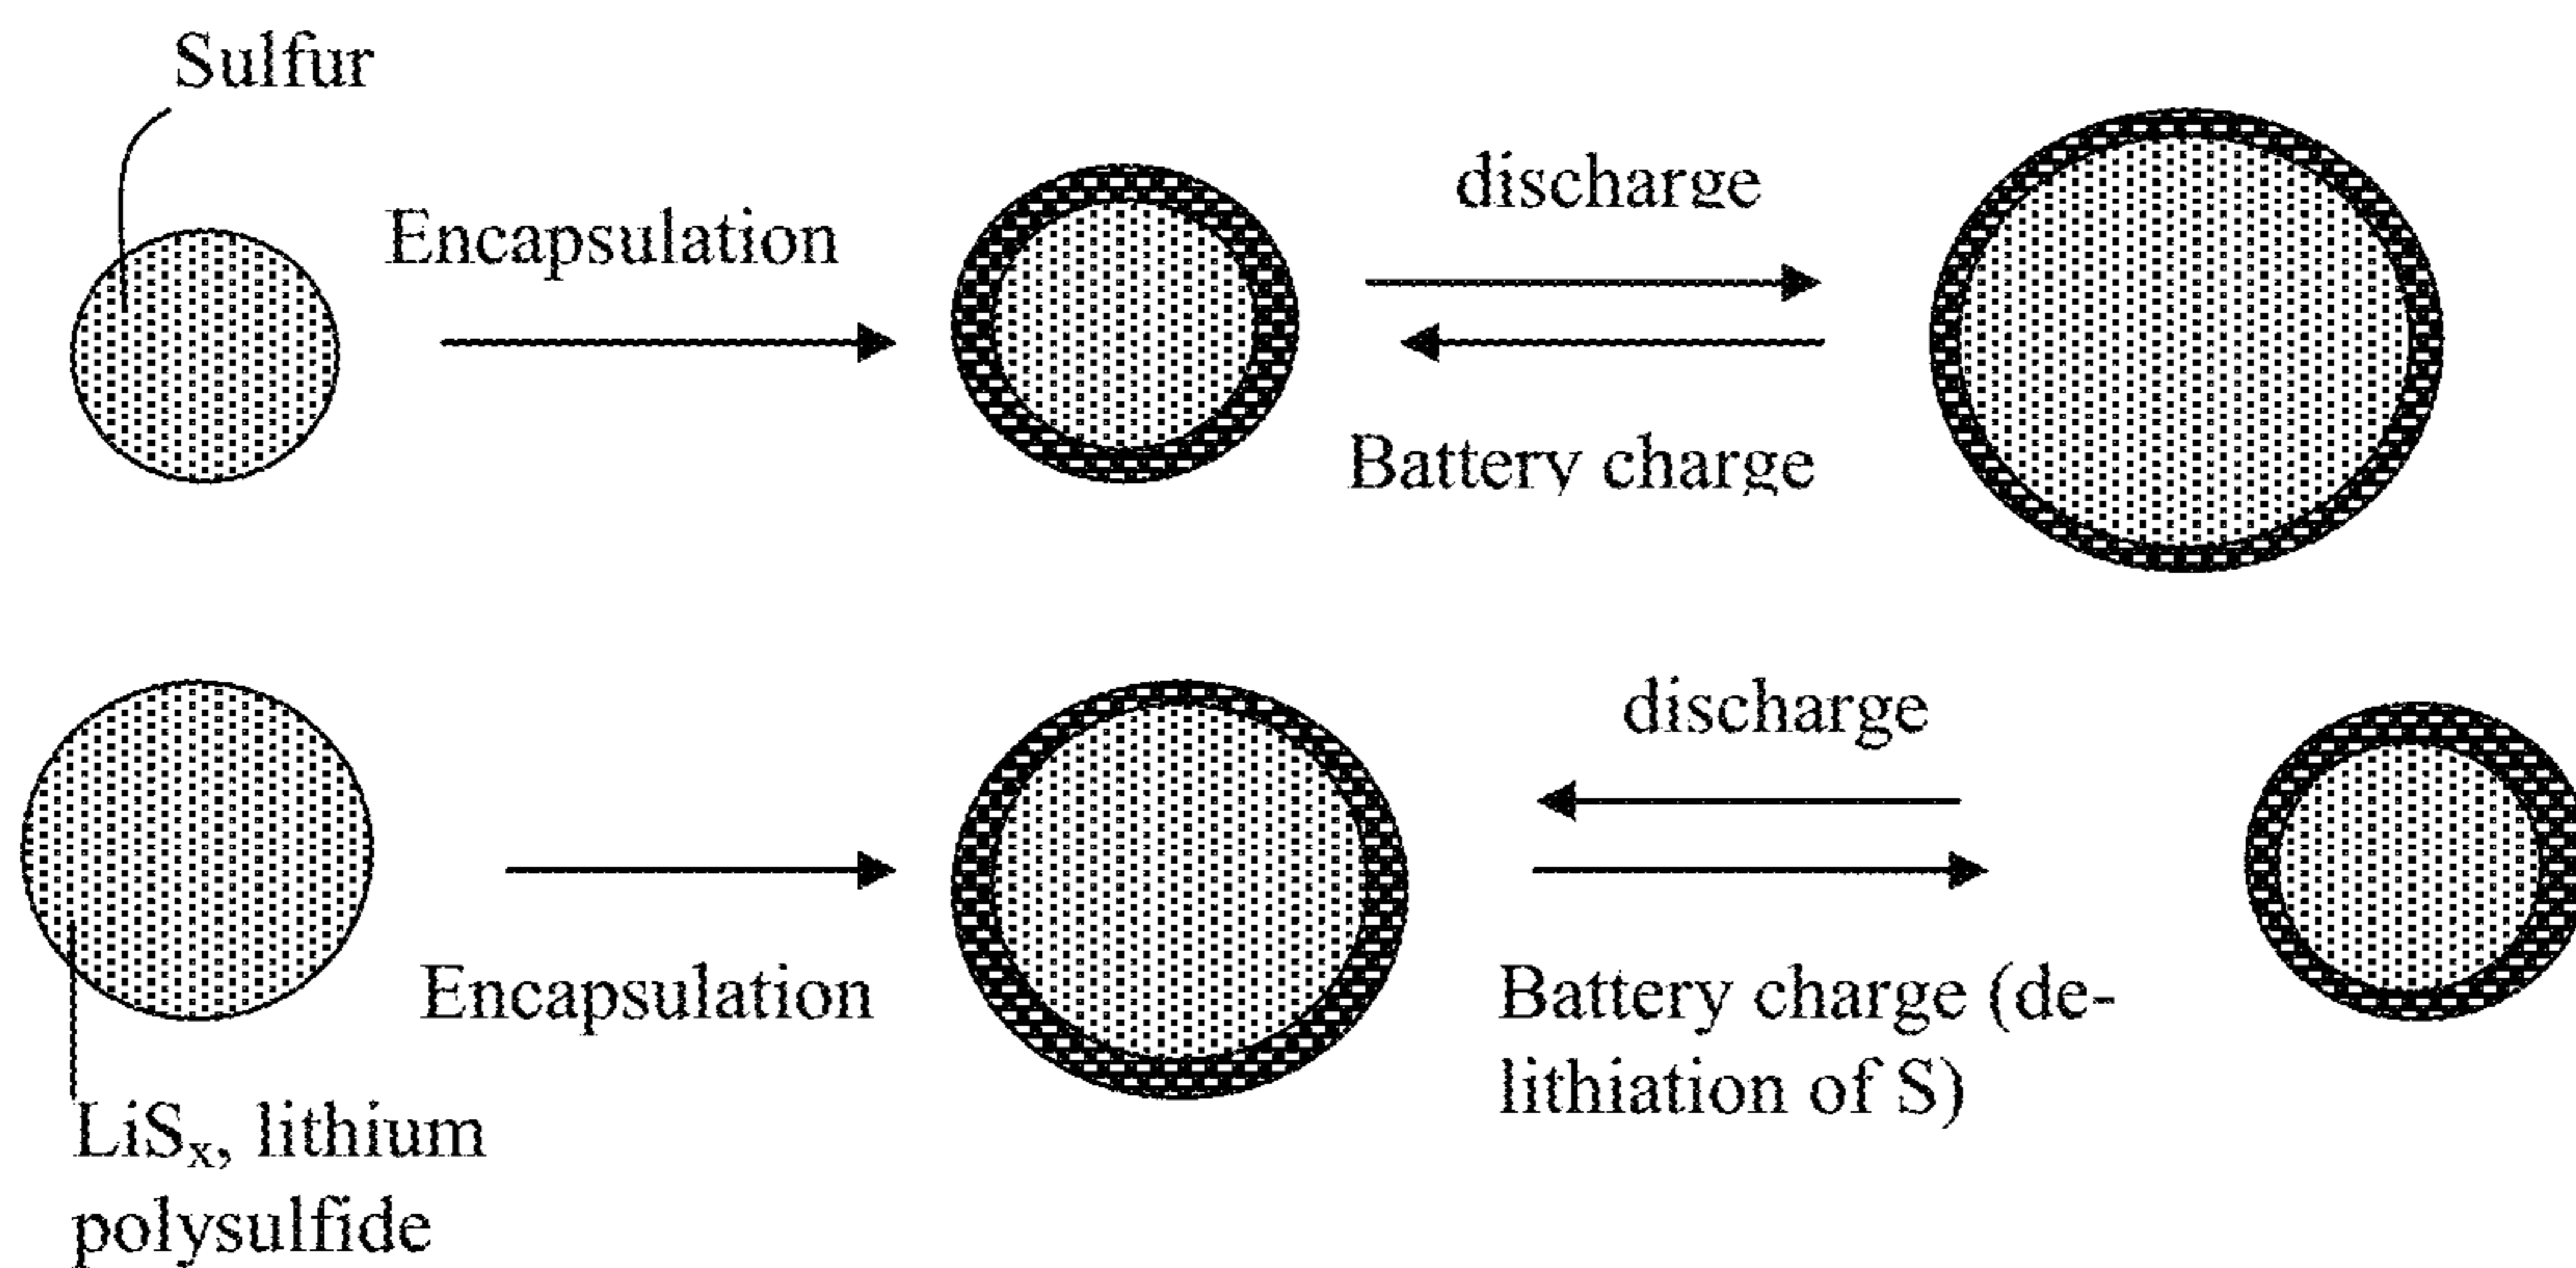 Sulfur
Encapsulation
discharge
Battery charge
discharge
Encapsulation
Battery charge (de-
lithiation of S)
LiSₓ, lithium
polysulfide